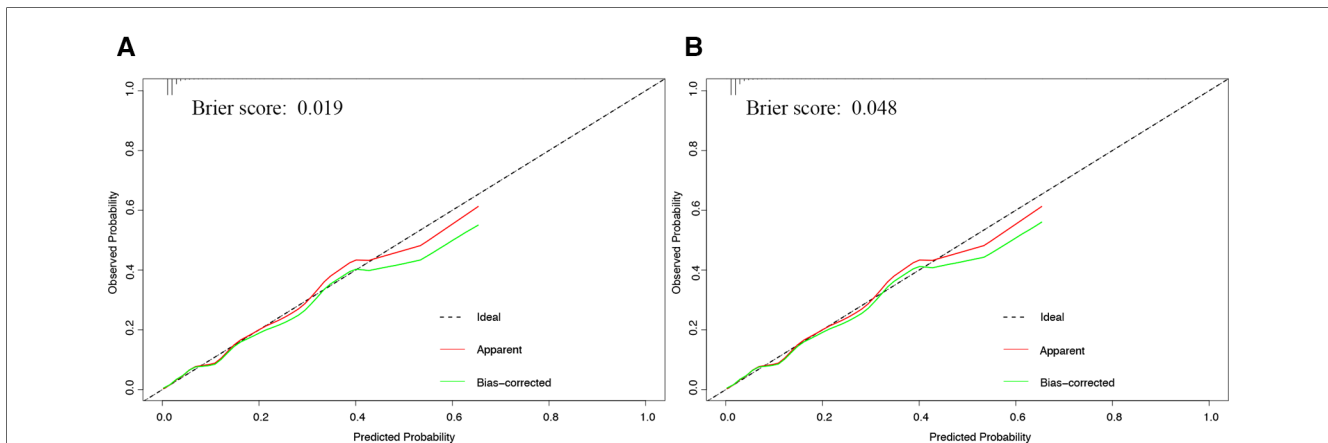 A
Brier score:  0.019
1.0
0.8
0.6
0.4
0.2
0.0
Observed Probability
Ideal
Apparent
Bias−corrected
0.0 0.2 0.4 0.6 0.8 1.0
Predicted Probability
B
Brier score:  0.048
1.0
0.8
0.6
0.4
0.2
0.0
Observed Probability
Ideal
Apparent
Bias−corrected
0.0 0.2 0.4 0.6 0.8 1.0
Predicted Probability